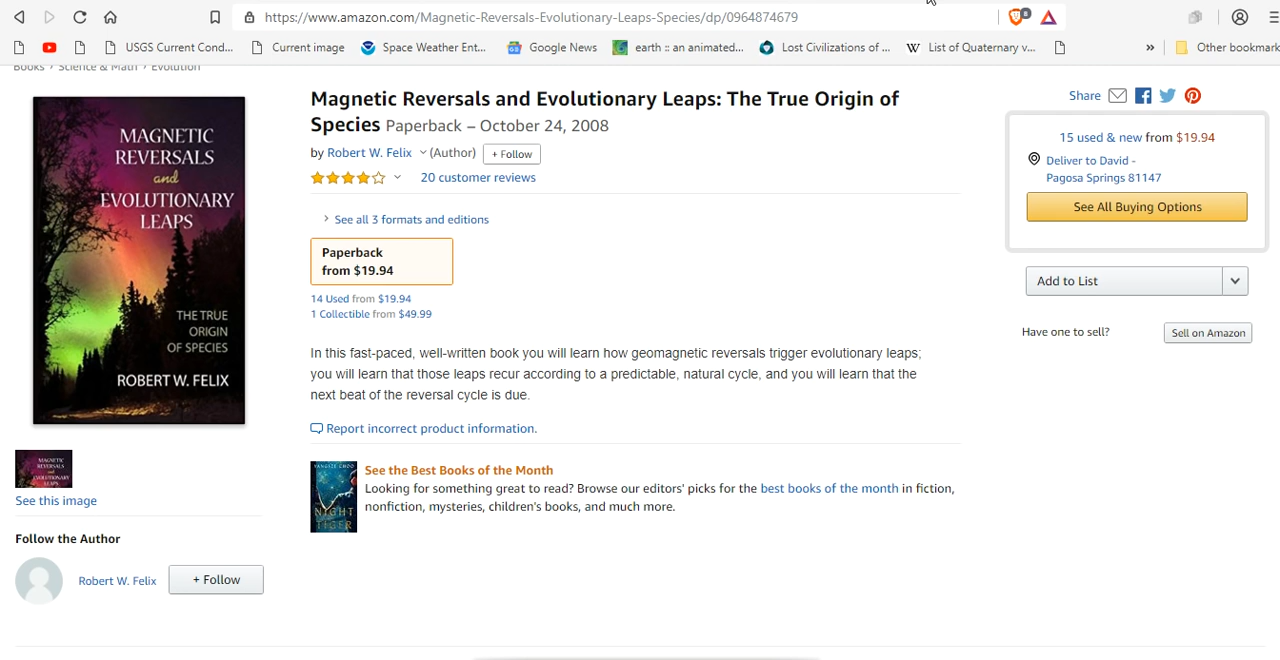 https://www.amazon.com/Magnetic-Reversals-Evolutionary-Leaps-Species/dp/0964874679
USGS Current Cond... Current image Space Weather Ent... Google News earth :: an animated... Lost Civilizations of ... List of Quaternary v... » Other bookmark
Books › Science & Math › Evolution
MAGNETIC
REVERSALS
and
EVOLUTIONARY
LEAPS
THE TRUE
ORIGIN
OF SPECIES
ROBERT W. FELIX
MAGNETIC
REVERSALS
and
EVOLUTIONARY
LEAPS
See this image
Follow the Author
Robert W. Felix + Follow
Magnetic Reversals and Evolutionary Leaps: The True Origin of
Species Paperback – October 24, 2008
by Robert W. Felix (Author) + Follow
20 customer reviews
See all 3 formats and editions
Paperback
from $19.94
14 Used from $19.94
1 Collectible from $49.99
In this fast-paced, well-written book you will learn how geomagnetic reversals trigger evolutionary leaps;
you will learn that those leaps recur according to a predictable, natural cycle, and you will learn that the
next beat of the reversal cycle is due.
Report incorrect product information.
YANGSZE CHOO
NIGHT
TIGER
See the Best Books of the Month
Looking for something great to read? Browse our editors' picks for the best books of the month in fiction,
nonfiction, mysteries, children's books, and much more.
Share
15 used & new from $19.94
Deliver to David -
Pagosa Springs 81147
See All Buying Options
Add to List
Have one to sell? Sell on Amazon